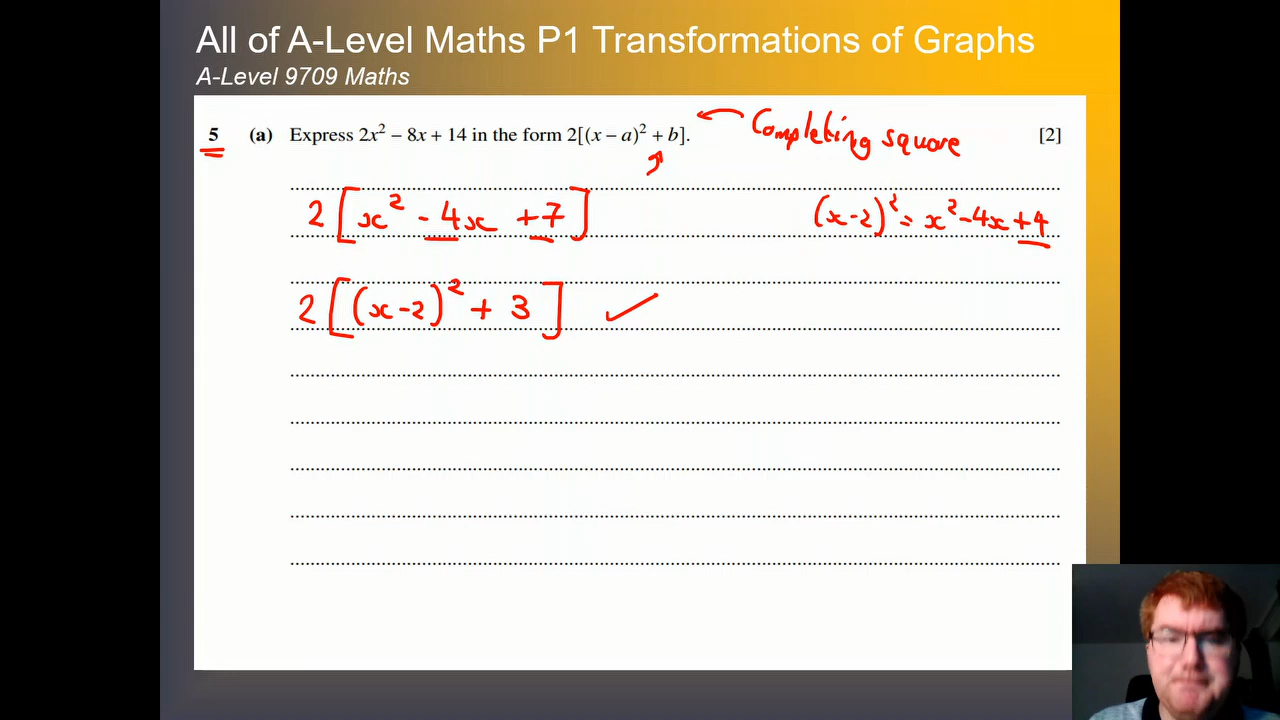 All of A-Level Maths P1 Transformations of Graphs
A-Level 9709 Maths
5 (a) Express 2x² − 8x + 14 in the form 2[(x − a)² + b]. [2]
Completing square
2[x² - 4x + 7]
(x-2)² = x² - 4x + 4
2[(x-2)² + 3] ✓